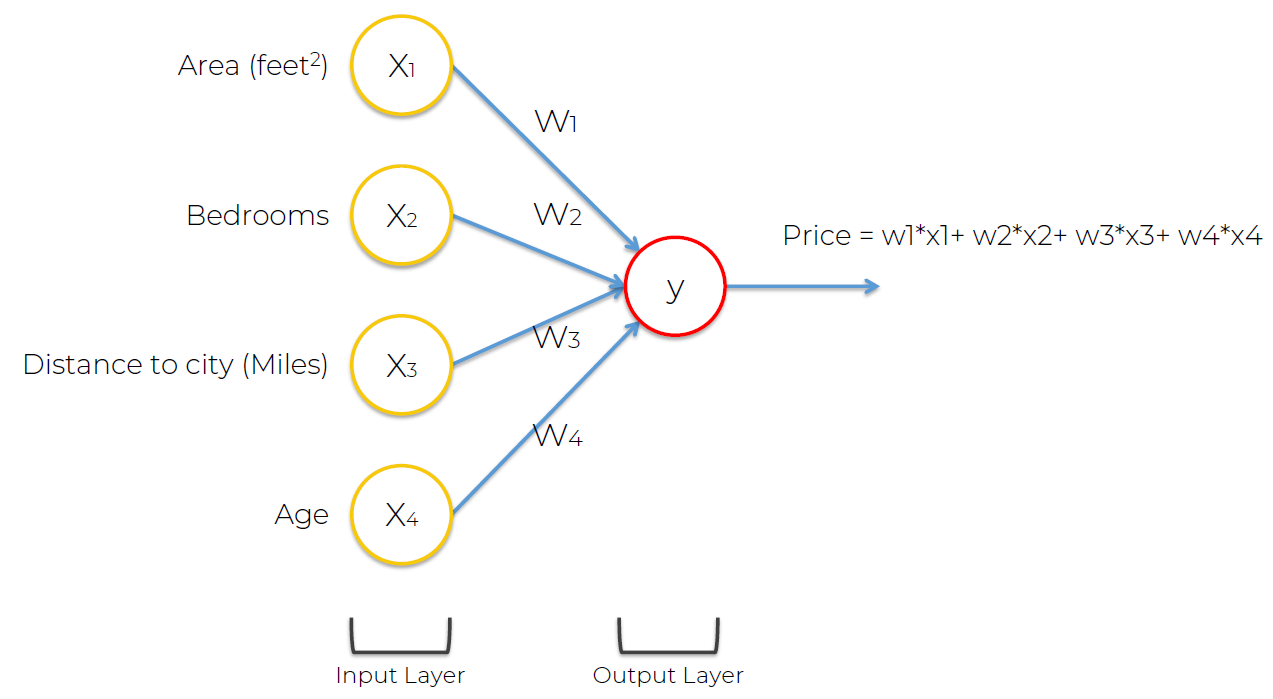 Area (feet²)
X1
W1
Bedrooms
X2
W2
Price = w1*x1+ w2*x2+ w3*x3+ w4*x4
y
W3
Distance to city (Miles)
X3
W4
Age
X4
Input Layer
Output Layer